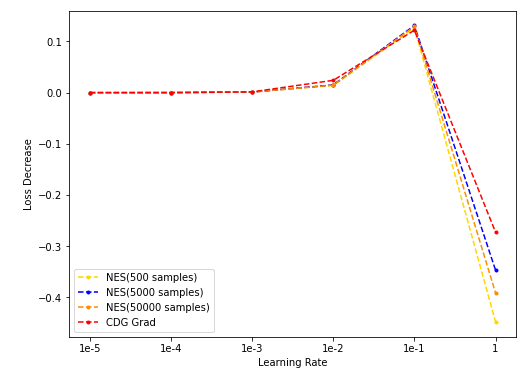 0.1
0.0
−0.1
−0.2
−0.3
−0.4
Loss Decrease
NES(500 samples)
NES(5000 samples)
NES(50000 samples)
CDG Grad
1e-5 1e-4 1e-3 1e-2 1e-1 1
Learning Rate